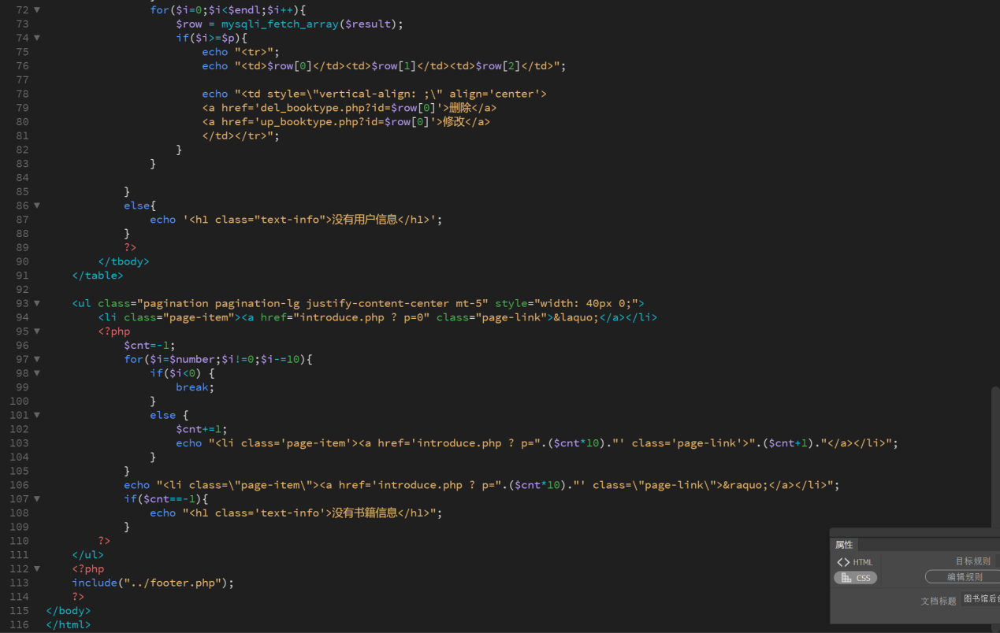 72 ▼ for($i=0;$i<$endl;$i++){
73 $row = mysqli_fetch_array($result);
74 ▼ if($i>=$p){
75 echo "<tr>";
76 echo "<td>$row[0]</td><td>$row[1]</td><td>$row[2]</td>";
77
78 echo "<td style=\"vertical-align: ;\" align='center'>
79 <a href='del_booktype.php?id=$row[0]'>删除</a>
80 <a href='up_booktype.php?id=$row[0]'>修改</a>
81 </td></tr>";
82 }
83 }
84
85 }
86 ▼ else{
87 echo '<h1 class="text-info">没有用户信息</h1>';
88 }
89 ?>
90 </tbody>
91 </table>
92
93 ▼ <ul class="pagination pagination-lg justify-content-center mt-5" style="width: 40px 0;">
94 <li class="page-item"><a href="introduce.php ? p=0" class="page-link">&laquo;</a></li>
95 ▼ <?php
96 $cnt=-1;
97 ▼ for($i=$number;$i!=0;$i-=10){
98 ▼ if($i<0) {
99 break;
100 }
101 ▼ else {
102 $cnt+=1;
103 echo "<li class='page-item'><a href='introduce.php ? p=".($cnt*10)."' class='page-link'>".($cnt+1)."</a></li>";
104 }
105 }
106 echo "<li class=\"page-item\"><a href='introduce.php ? p=".($cnt*10)."' class=\"page-link\">&raquo;</a></li>";
107 ▼ if($cnt==-1){
108 echo "<h1 class='text-info'>没有书籍信息</h1>";
109 }
110 ?>
111 </ul>
112 ▼ <?php
113 include("../footer.php");
114 ?>
115 </body>
116 </html>
属性
<> HTML
CSS
目标规则
编辑规则
文档标题 图书馆后